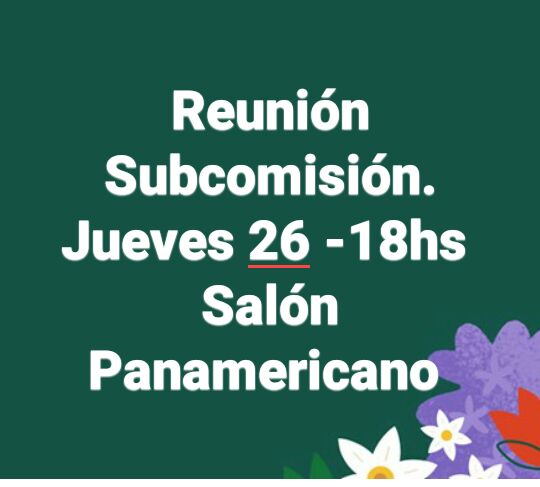 Reunión
Subcomisión.
Jueves 26 -18hs
Salón
Panamericano